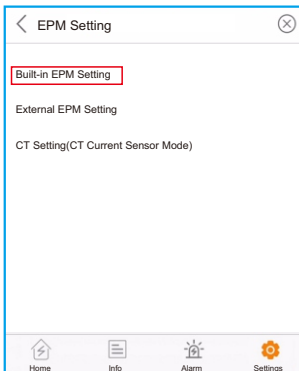 EPM Setting
Built-in EPM Setting
External EPM Setting
CT Setting(CT Current Sensor Mode)
Home Info Alarm Settings